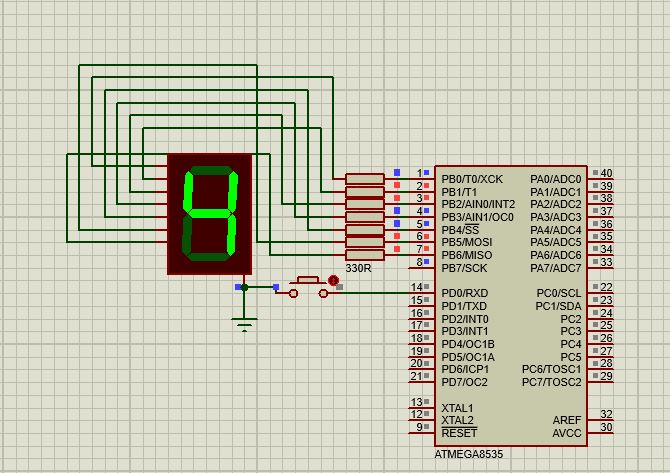 4
330R
1 PB0/T0/XCK PA0/ADC0 40
2 PB1/T1 PA1/ADC1 39
3 PB2/AIN0/INT2 PA2/ADC2 38
4 PB3/AIN1/OC0 PA3/ADC3 37
5 PB4/SS PA4/ADC4 36
6 PB5/MOSI PA5/ADC5 35
7 PB6/MISO PA6/ADC6 34
8 PB7/SCK PA7/ADC7 33
14 PD0/RXD PC0/SCL 22
15 PD1/TXD PC1/SDA 23
16 PD2/INT0 PC2 24
17 PD3/INT1 PC3 25
18 PD4/OC1B PC4 26
19 PD5/OC1A PC5 27
20 PD6/ICP1 PC6/TOSC1 28
21 PD7/OC2 PC7/TOSC2 29
13 XTAL1
12 XTAL2 AREF 32
9 RESET AVCC 30
ATMEGA8535